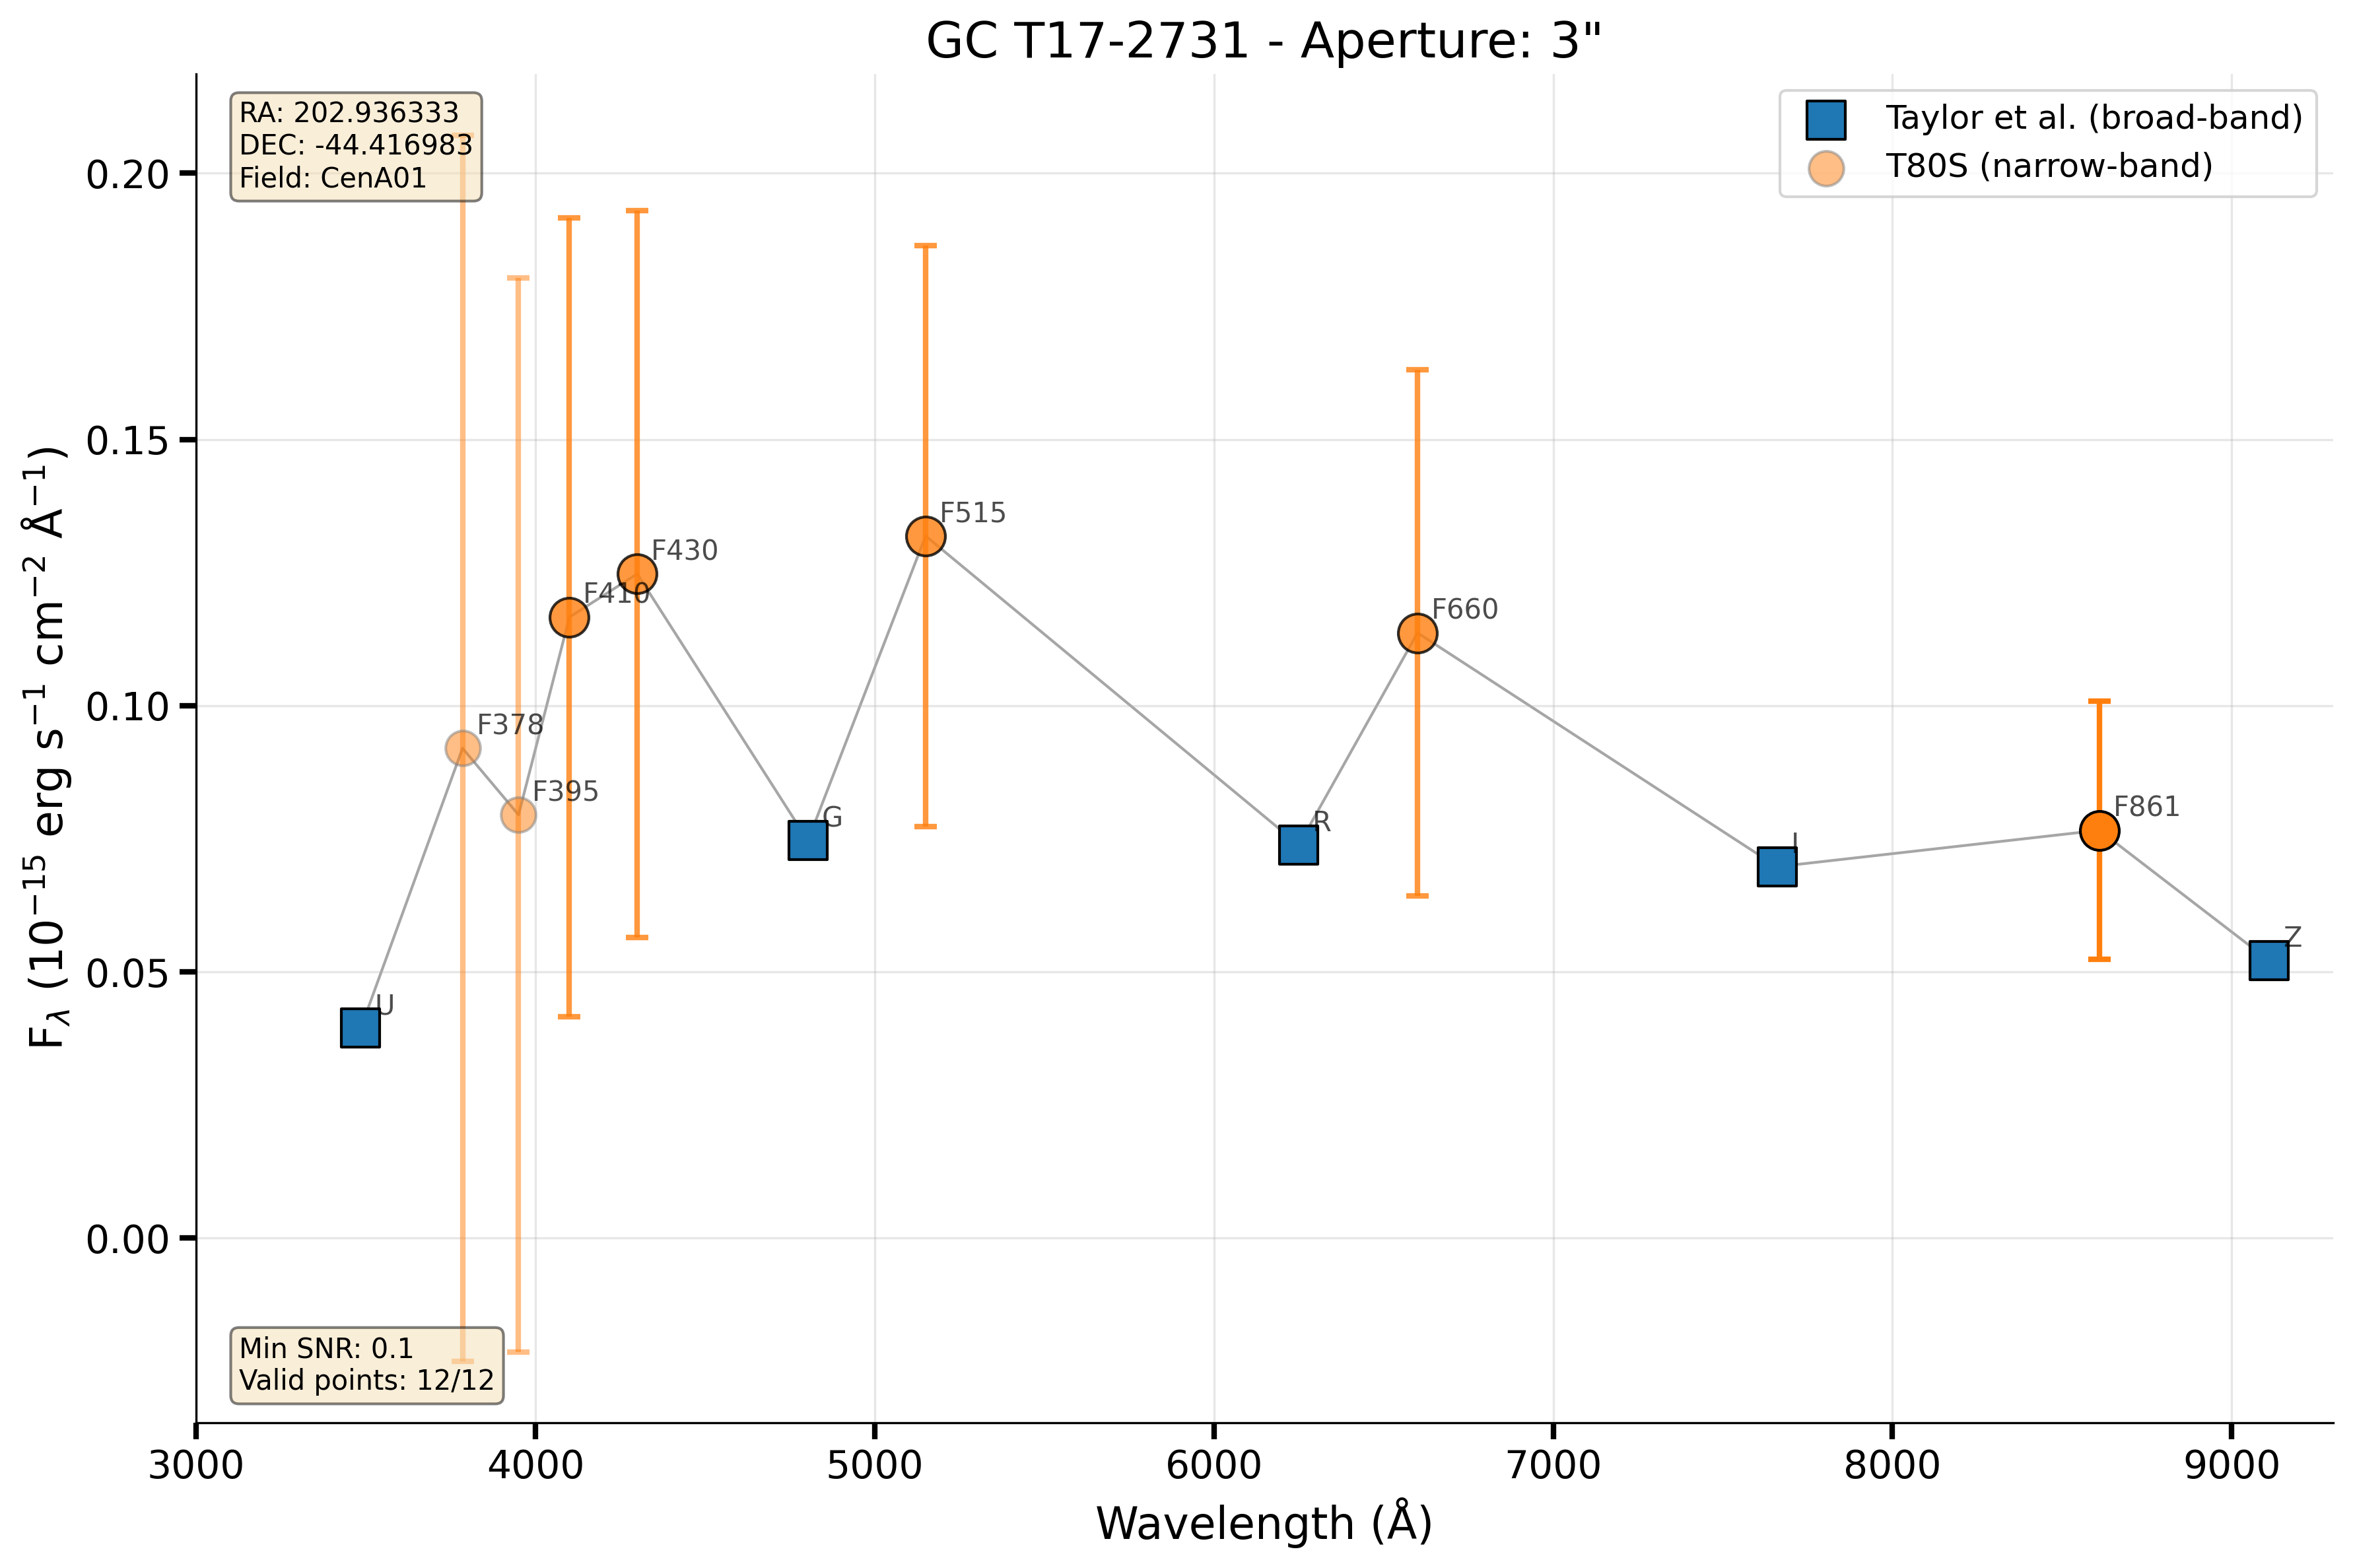 GC T17-2731 - Aperture: 3"
RA: 202.936333
DEC: -44.416983
Field: CenA01
Taylor et al. (broad-band)
T80S (narrow-band)
0.20
0.15
0.10
0.05
0.00
F_λ (10⁻¹⁵ erg s⁻¹ cm⁻² Å⁻¹)
U
F378
F395
F410
F430
G
F515
R
F660
I
F861
Z
Min SNR: 0.1
Valid points: 12/12
3000 4000 5000 6000 7000 8000 9000
Wavelength (Å)